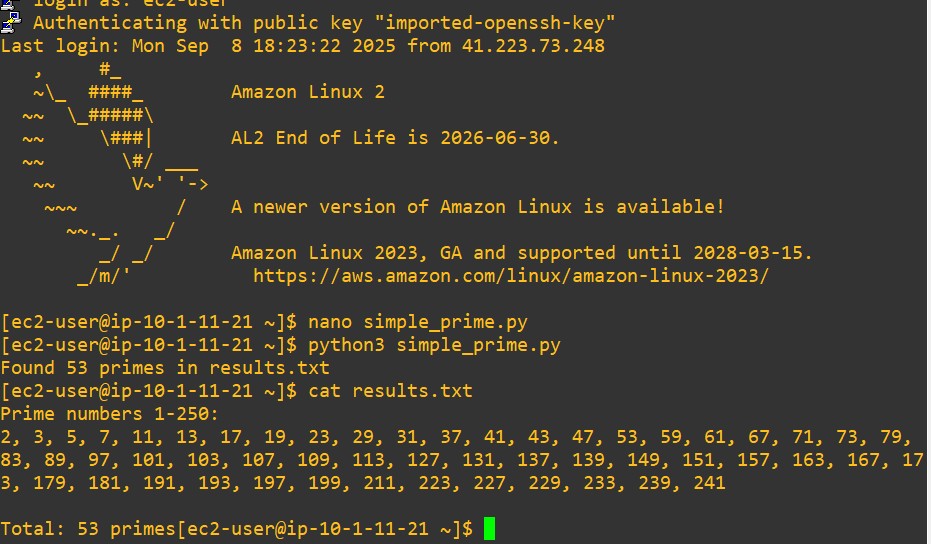 login as: ec2-user
Authenticating with public key "imported-openssh-key"
Last login: Mon Sep  8 18:23:22 2025 from 41.223.73.248
   ,     #_
   ~\_  ####_        Amazon Linux 2
  ~~  \_#####\
  ~~     \###|       AL2 End of Life is 2026-06-30.
  ~~       \#/ ___
   ~~       V~' '->
    ~~~         /    A newer version of Amazon Linux is available!
      ~~._.   _/
         _/ _/       Amazon Linux 2023, GA and supported until 2028-03-15.
       _/m/'           https://aws.amazon.com/linux/amazon-linux-2023/
[ec2-user@ip-10-1-11-21 ~]$ nano simple_prime.py
[ec2-user@ip-10-1-11-21 ~]$ python3 simple_prime.py
Found 53 primes in results.txt
[ec2-user@ip-10-1-11-21 ~]$ cat results.txt
Prime numbers 1-250:
2, 3, 5, 7, 11, 13, 17, 19, 23, 29, 31, 37, 41, 43, 47, 53, 59, 61, 67, 71, 73, 79,
83, 89, 97, 101, 103, 107, 109, 113, 127, 131, 137, 139, 149, 151, 157, 163, 167, 17
3, 179, 181, 191, 193, 197, 199, 211, 223, 227, 229, 233, 239, 241
Total: 53 primes[ec2-user@ip-10-1-11-21 ~]$